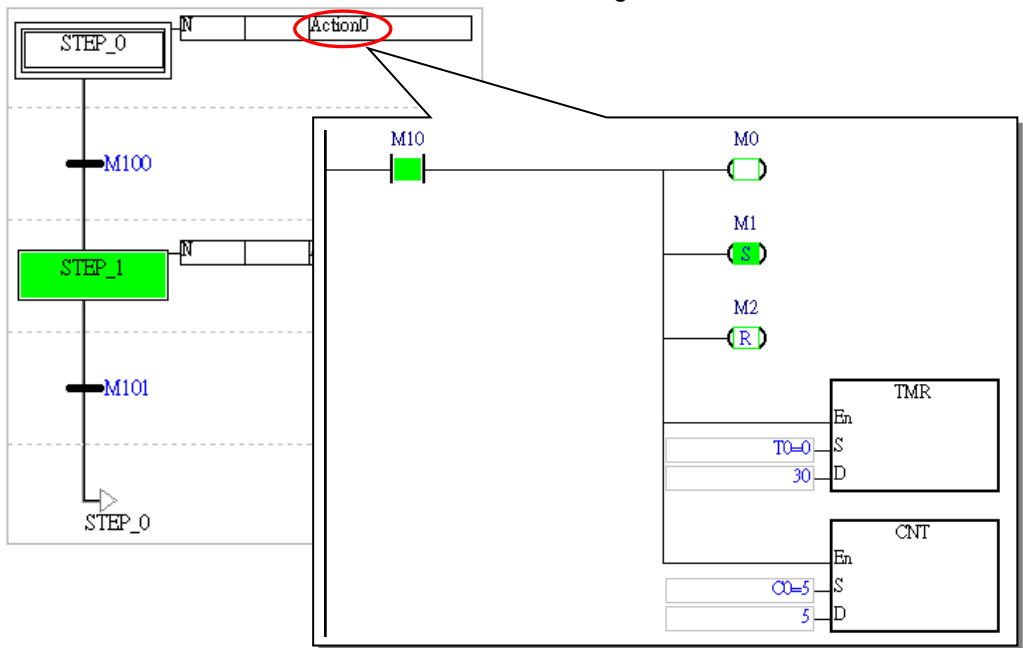 N
Action0
STEP_0
M100
N
STEP_1
M101
STEP_0
M10
M0
M1
S
M2
R
TMR
En
T0=0
S
30
D
CNT
En
C0=5
S
5
D